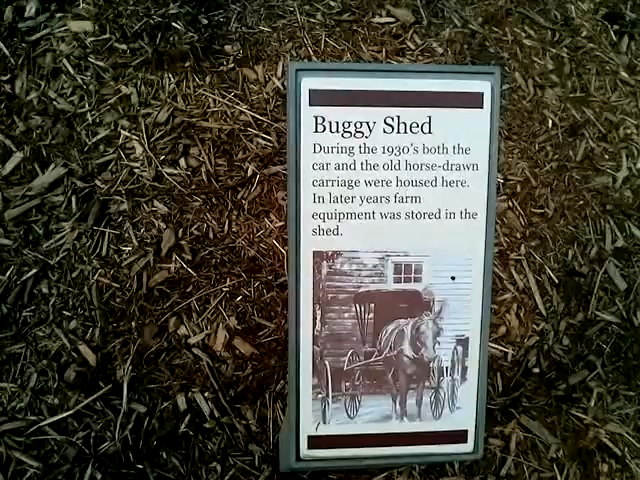 Buggy Shed
During the 1930's both the
car and the old horse-drawn
carriage were housed here.
In later years farm
equipment was stored in the
shed.